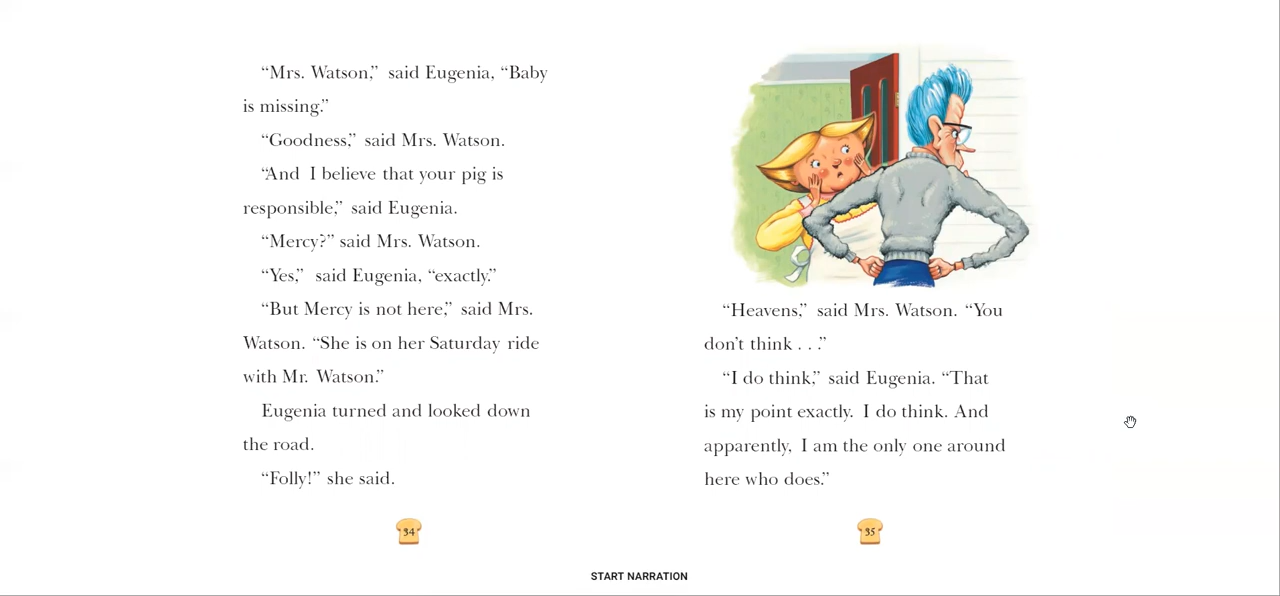 “Mrs. Watson,” said Eugenia, “Baby
is missing.”
“Goodness,” said Mrs. Watson.
“And I believe that your pig is
responsible,” said Eugenia.
“Mercy?” said Mrs. Watson.
“Yes,” said Eugenia, “exactly.”
“But Mercy is not here,” said Mrs.
Watson. “She is on her Saturday ride
with Mr. Watson.”
Eugenia turned and looked down
the road.
“Folly!” she said.
34
“Heavens,” said Mrs. Watson. “You
don’t think . . .”
“I do think,” said Eugenia. “That
is my point exactly. I do think. And
apparently, I am the only one around
here who does.”
35
START NARRATION